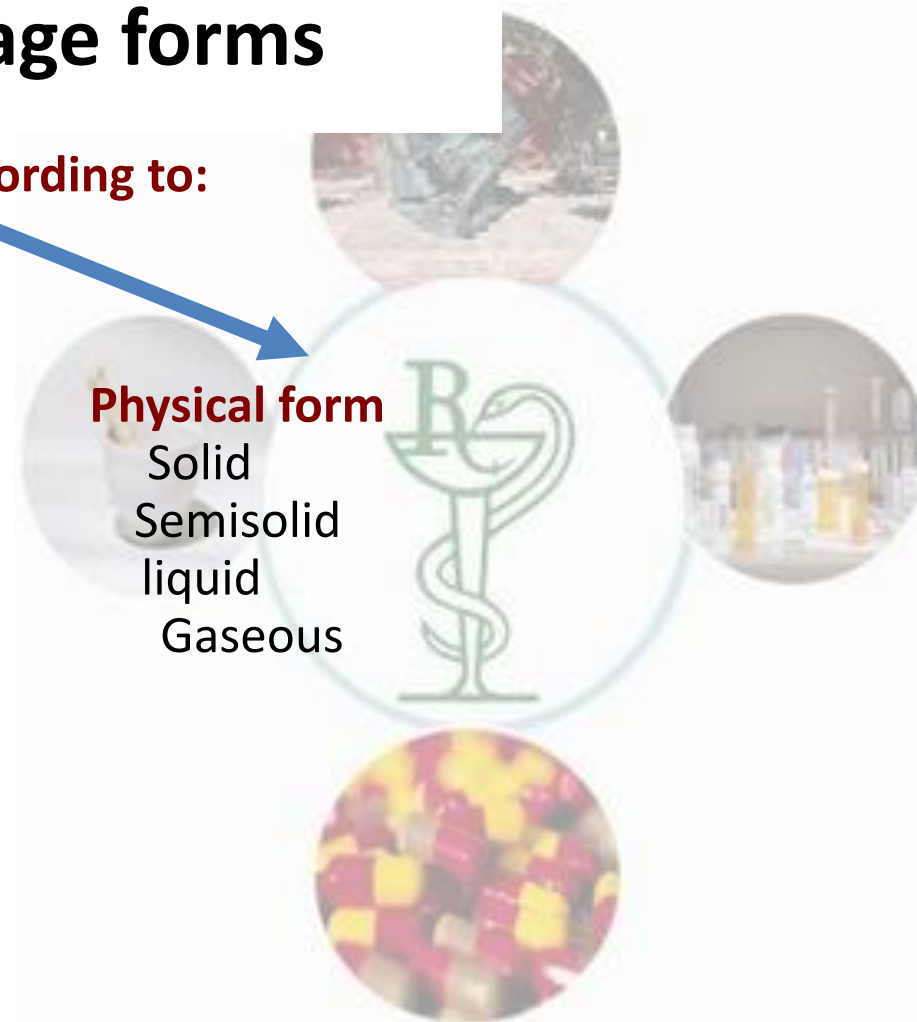 age forms
ording to:
Physical form
Solid
Semisolid
liquid
Gaseous
R